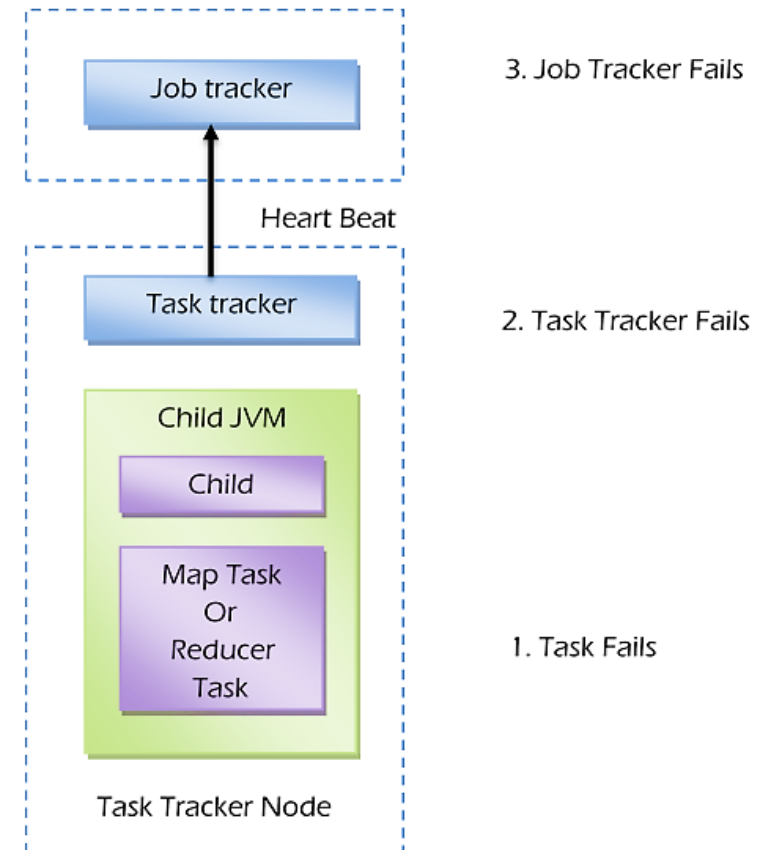 Job tracker
3. Job Tracker Fails
Heart Beat
Task tracker
2. Task Tracker Fails
Child JVM
Child
Map Task
Or
Reducer
Task
1. Task Fails
Task Tracker Node